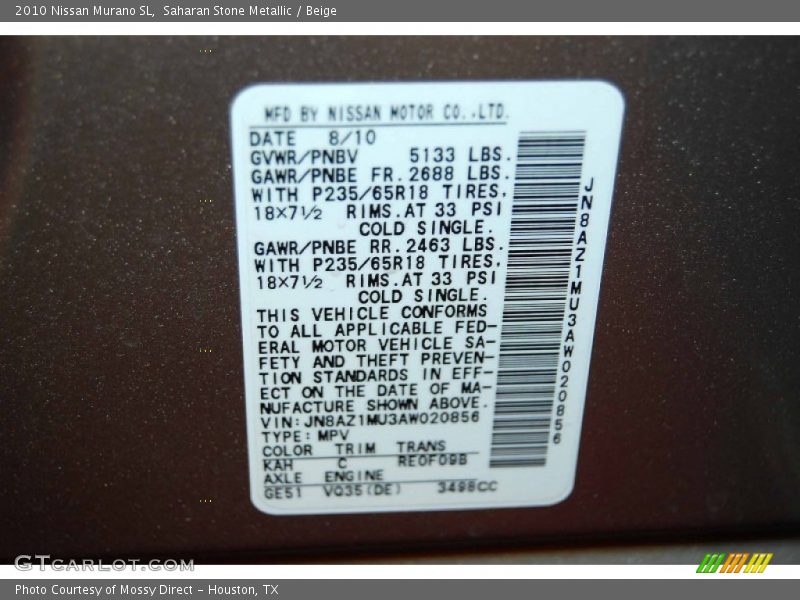 2010 Nissan Murano SL,  Saharan Stone Metallic / Beige
MFD BY NISSAN MOTOR CO.,LTD.
DATE 8/10
GVWR/PNBV 5133 LBS.
GAWR/PNBE FR. 2688 LBS.
WITH P235/65R18 TIRES.
18×7½ RIMS. AT 33 PSI
COLD SINGLE.
GAWR/PNBE RR. 2463 LBS.
WITH P235/65R18 TIRES.
18×7½ RIMS. AT 33 PSI
COLD SINGLE.
THIS VEHICLE CONFORMS
TO ALL APPLICABLE FED-
ERAL MOTOR VEHICLE SA-
FETY AND THEFT PREVEN-
TION STANDARDS IN EFF-
ECT ON THE DATE OF MA-
NUFACTURE SHOWN ABOVE.
VIN: JN8AZ1MU3AW020856
TYPE: MPV
COLOR TRIM TRANS
KAH C RE0F09B
AXLE ENGINE
GE51 VQ35(DE) 3498CC
JN8AZ1MU3AW020856
GTCARLOT.COM
Photo Courtesy of Mossy Direct - Houston, TX